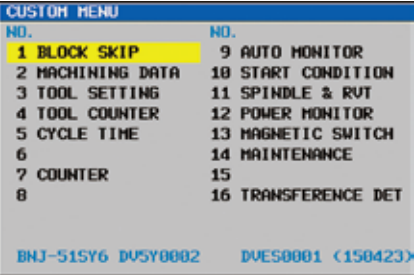 CUSTOM MENU
NO. NO.
1 BLOCK SKIP 9 AUTO MONITOR
2 MACHINING DATA 10 START CONDITION
3 TOOL SETTING 11 SPINDLE & RVT
4 TOOL COUNTER 12 POWER MONITOR
5 CYCLE TIME 13 MAGNETIC SWITCH
6 14 MAINTENANCE
7 COUNTER 15
8 16 TRANSFERENCE DET
BNJ-51SY6 DV5Y0002 DVES0001 (150423)